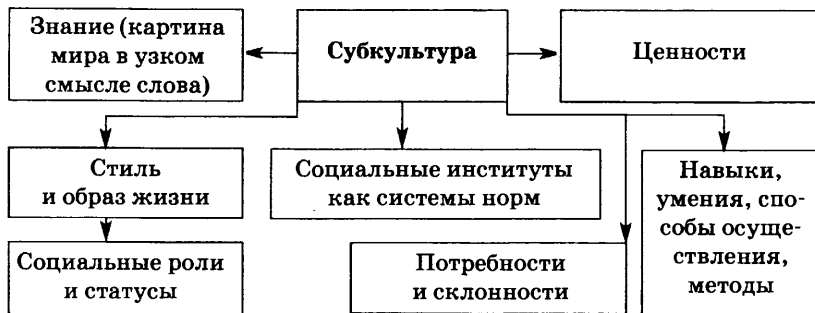 Знание (картина
мира в узком
смысле слова)
Субкультура
Ценности
Стиль
и образ жизни
Социальные институты
как системы норм
Навыки,
умения, спо-
собы осуще-
ствления,
методы
Социальные роли
и статусы
Потребности
и склонности